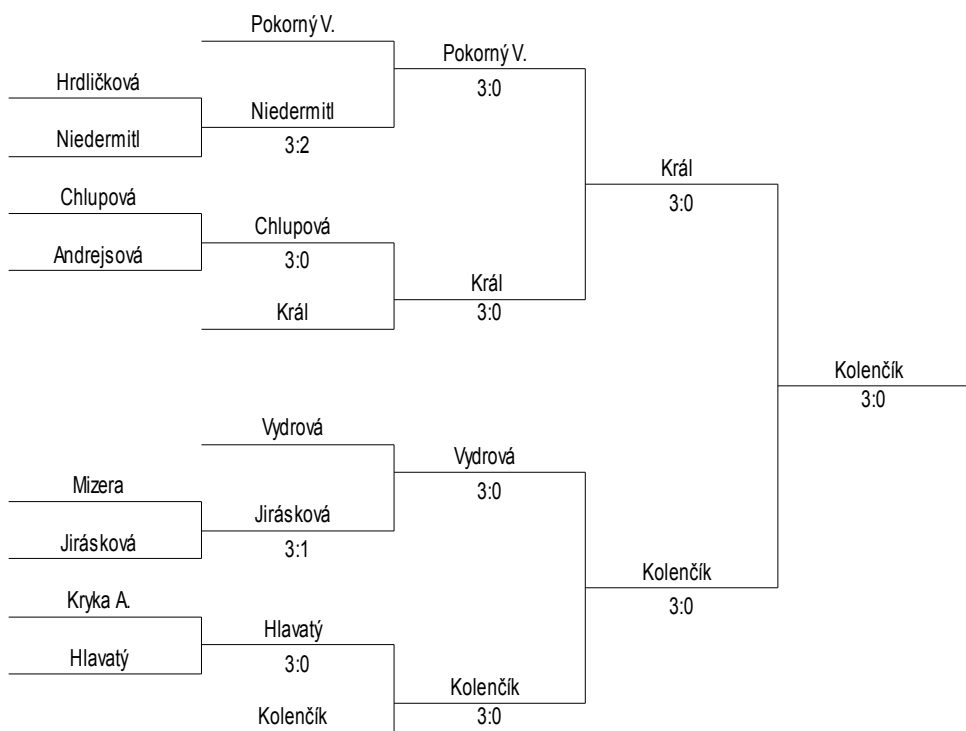 Pokorný V.
Pokorný V.
3:0
Hrdličková
Niedermitl
3:2
Niedermitl
Král
3:0
Chlupová
Chlupová
3:0
Andrejsová
Král
3:0
Král
Kolenčík
3:0
Vydrová
Vydrová
3:0
Mizera
Jirásková
3:1
Jirásková
Kolenčík
3:0
Kryka A.
Hlavatý
3:0
Hlavatý
Kolenčík
3:0
Kolenčík